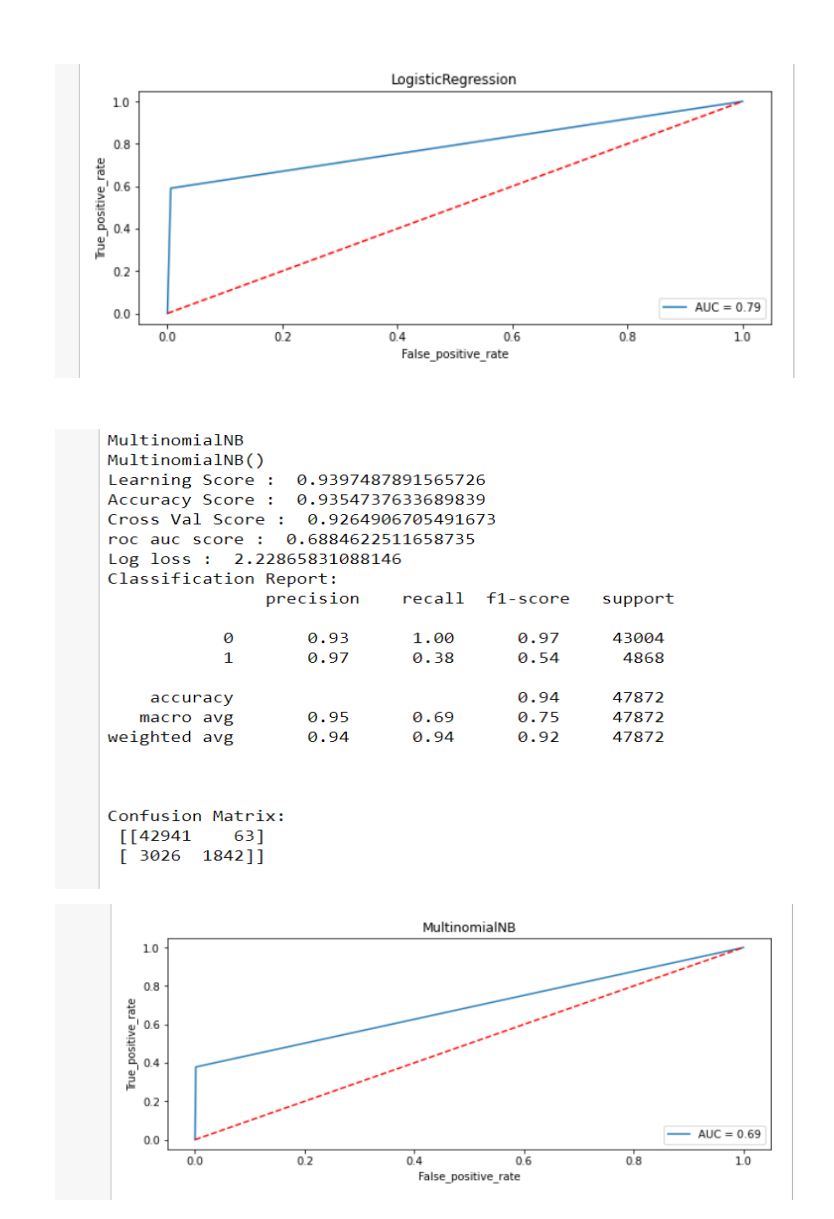 LogisticRegression
1.0
0.8
0.6
0.4
0.2
0.0
True_positive_rate
AUC = 0.79
0.0 0.2 0.4 0.6 0.8 1.0
False_positive_rate
MultinomialNB
MultinomialNB()
Learning Score :  0.9397487891565726
Accuracy Score :  0.9354737633689839
Cross Val Score :  0.9264906705491673
roc auc score :  0.6884622511658735
Log loss :  2.22865831088146
Classification Report:
precision recall f1-score support
0 0.93 1.00 0.97 43004
1 0.97 0.38 0.54 4868
accuracy 0.94 47872
macro avg 0.95 0.69 0.75 47872
weighted avg 0.94 0.94 0.92 47872
Confusion Matrix:
[[42941 63]
[ 3026 1842]]
MultinomialNB
1.0
0.8
0.6
0.4
0.2
0.0
True_positive_rate
AUC = 0.69
0.0 0.2 0.4 0.6 0.8 1.0
False_positive_rate